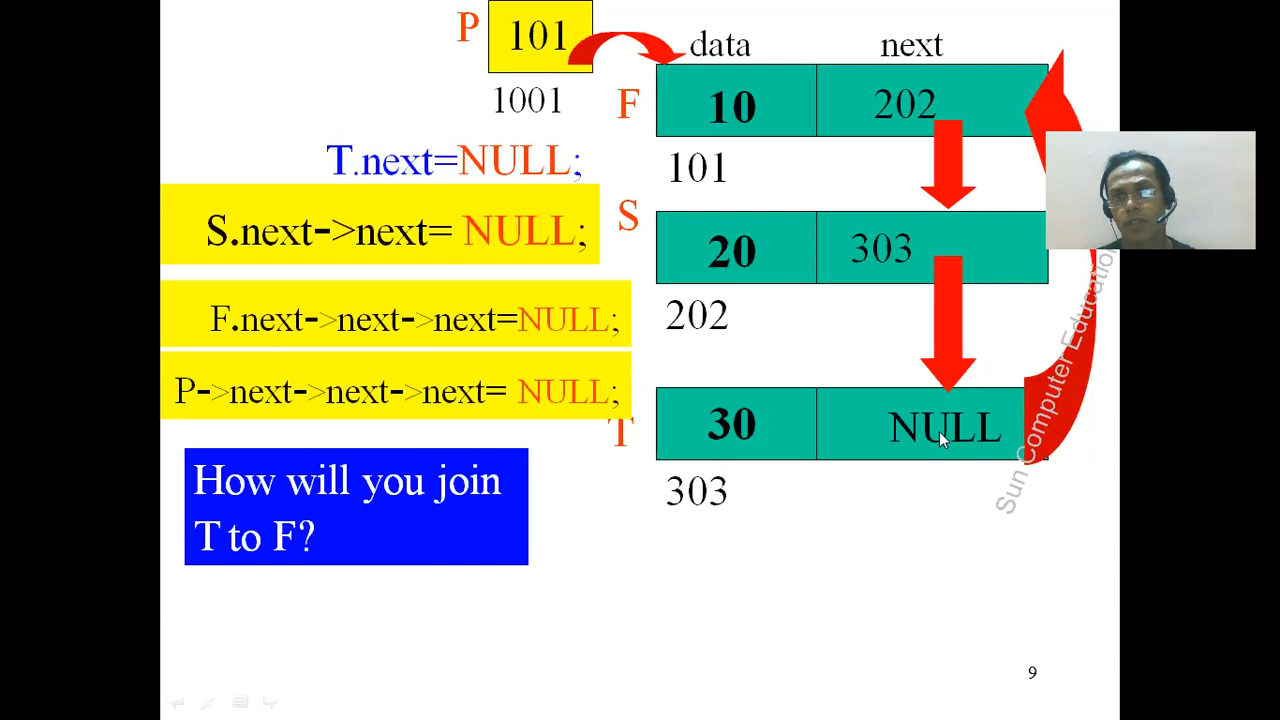 P 101
data next
1001 F 10 202
T.next=NULL; 101
S.next->next= NULL; S 20 303
F.next->next->next=NULL; 202
P->next->next->next= NULL;
T 30 NULL
How will you join
T to F?
303
Sun Computer Education
9